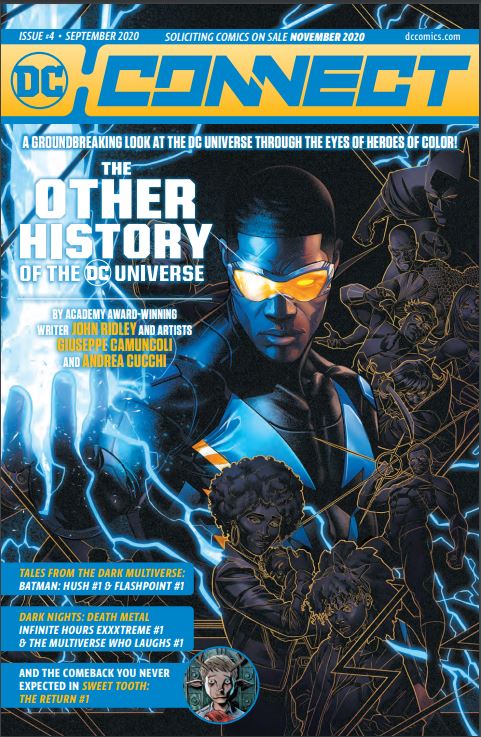 ISSUE #4 • SEPTEMBER 2020
SOLICITING COMICS ON SALE NOVEMBER 2020
dccomics.com
DC CONNECT
A GROUNDBREAKING LOOK AT THE DC UNIVERSE THROUGH THE EYES OF HEROES OF COLOR!
THE
OTHER
HISTORY
OF THE DC UNIVERSE
BY ACADEMY AWARD-WINNING
WRITER JOHN RIDLEY AND ARTISTS
GIUSEPPE CAMUNCOLI
AND ANDREA CUCCHI
TALES FROM THE DARK MULTIVERSE:
BATMAN: HUSH #1 & FLASHPOINT #1
DARK NIGHTS: DEATH METAL
INFINITE HOURS EXXXTREME #1
& THE MULTIVERSE WHO LAUGHS #1
AND THE COMEBACK YOU NEVER
EXPECTED IN SWEET TOOTH:
THE RETURN #1